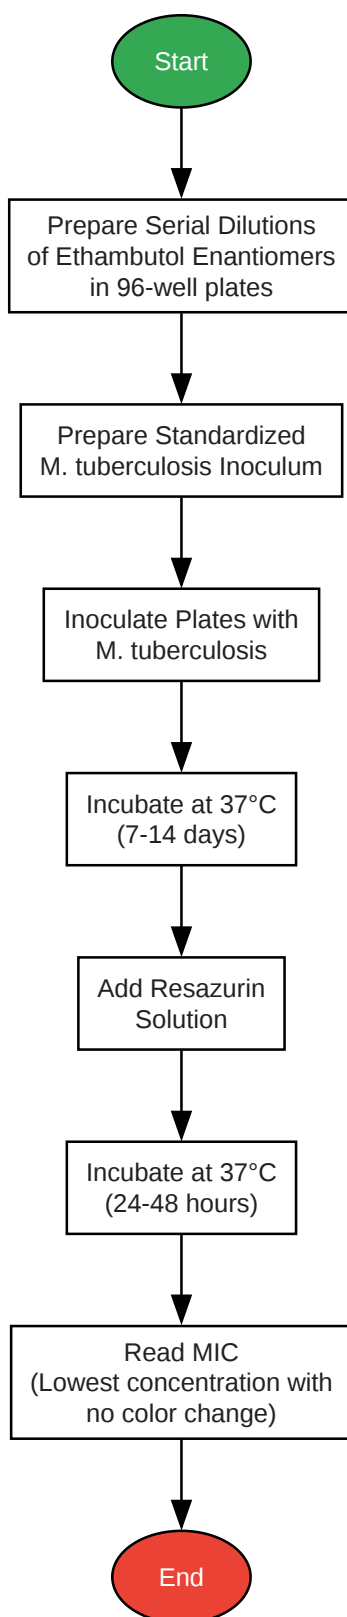 Start
Prepare Serial Dilutions
of Ethambutol Enantiomers
in 96-well plates
Prepare Standardized
M. tuberculosis Inoculum
Inoculate Plates with
M. tuberculosis
Incubate at 37°C
(7-14 days)
Add Resazurin
Solution
Incubate at 37°C
(24-48 hours)
Read MIC
(Lowest concentration with
no color change)
End